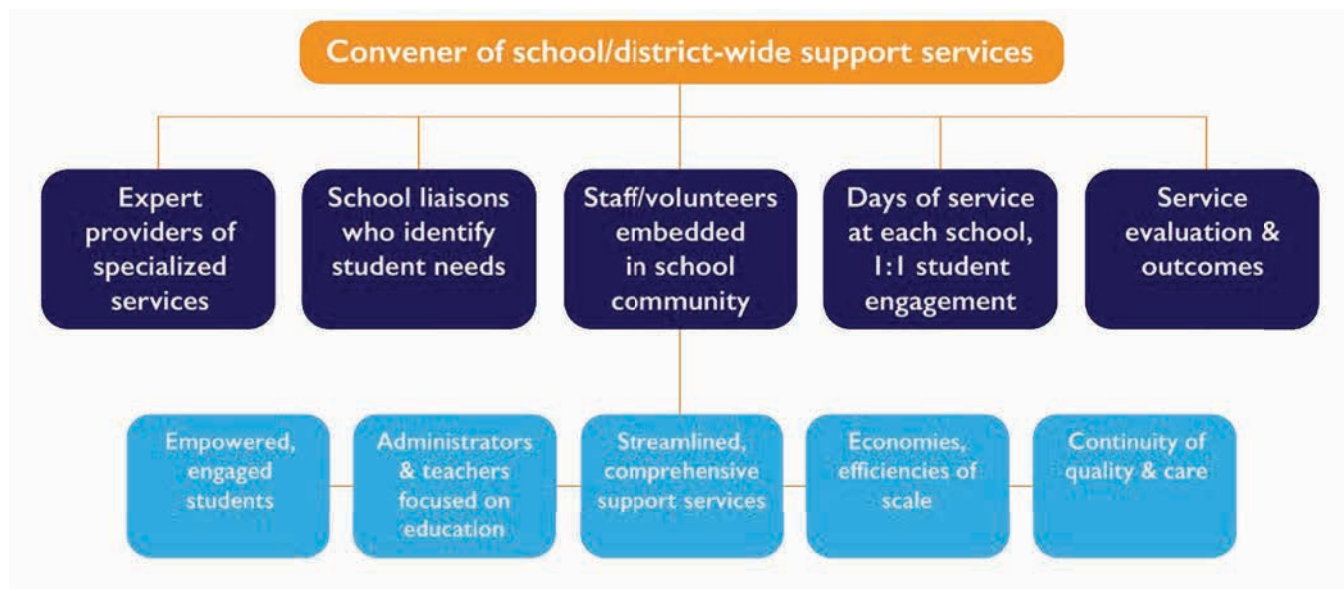 Convener of school/district-wide support services
Expert
providers of
specialized
services
School liaisons
who identify
student needs
Staff/volunteers
embedded
in school
community
Days of service
at each school,
1:1 student
engagement
Service
evaluation &
outcomes
Empowered,
engaged
students
Administrators
& teachers
focused on
education
Streamlined,
comprehensive
support services
Economies,
efficiencies of
scale
Continuity of
quality & care